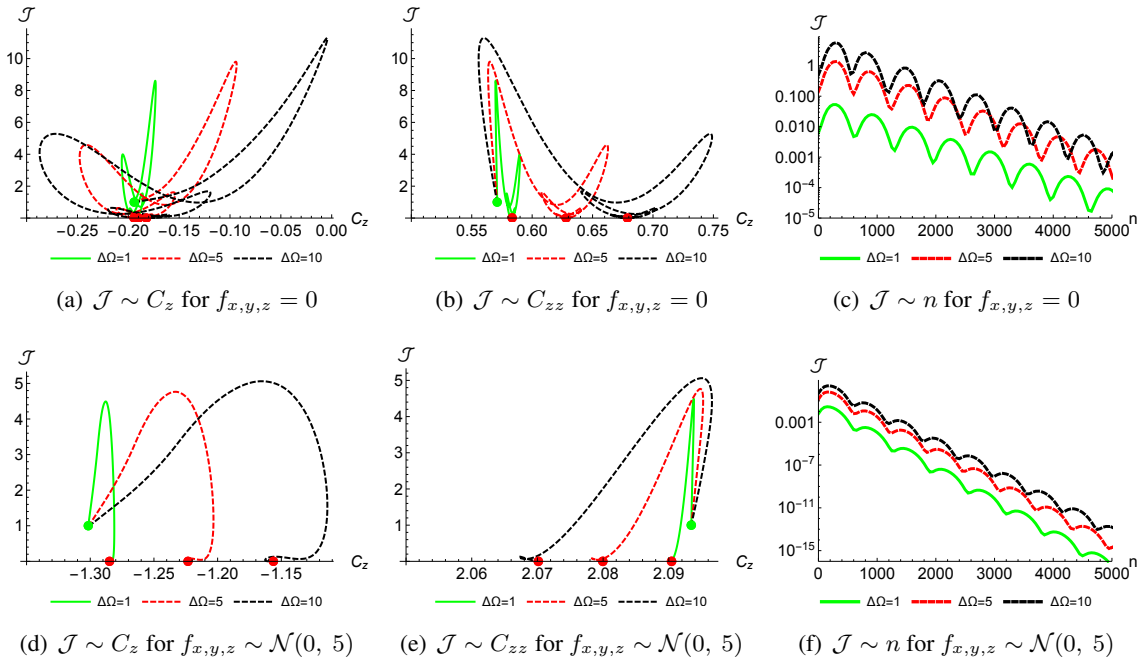 𝒥
12
10
8
6
4
2
−0.25 −0.20 −0.15 −0.10 −0.05 0.00 C_z
ΔΩ=1 ΔΩ=5 ΔΩ=10
(a) 𝒥 ∼ C_z for f_{x,y,z} = 0
𝒥
12
10
8
6
4
2
0.50 0.55 0.60 0.65 0.70 0.75 C_z
ΔΩ=1 ΔΩ=5 ΔΩ=10
(b) 𝒥 ∼ C_{zz} for f_{x,y,z} = 0
𝒥
1
0.100
0.010
0.001
10^{−4}
10^{−5}
0 1000 2000 3000 4000 5000 n
ΔΩ=1 ΔΩ=5 ΔΩ=10
(c) 𝒥 ∼ n for f_{x,y,z} = 0
𝒥
5
4
3
2
1
−1.30 −1.25 −1.20 −1.15 C_z
ΔΩ=1 ΔΩ=5 ΔΩ=10
(d) 𝒥 ∼ C_z for f_{x,y,z} ∼ 𝒩(0, 5)
𝒥
5
4
3
2
1
2.06 2.07 2.08 2.09 C_z
ΔΩ=1 ΔΩ=5 ΔΩ=10
(e) 𝒥 ∼ C_{zz} for f_{x,y,z} ∼ 𝒩(0, 5)
𝒥
0.001
10^{−7}
10^{−11}
10^{−15}
0 1000 2000 3000 4000 5000 n
ΔΩ=1 ΔΩ=5 ΔΩ=10
(f) 𝒥 ∼ n for f_{x,y,z} ∼ 𝒩(0, 5)